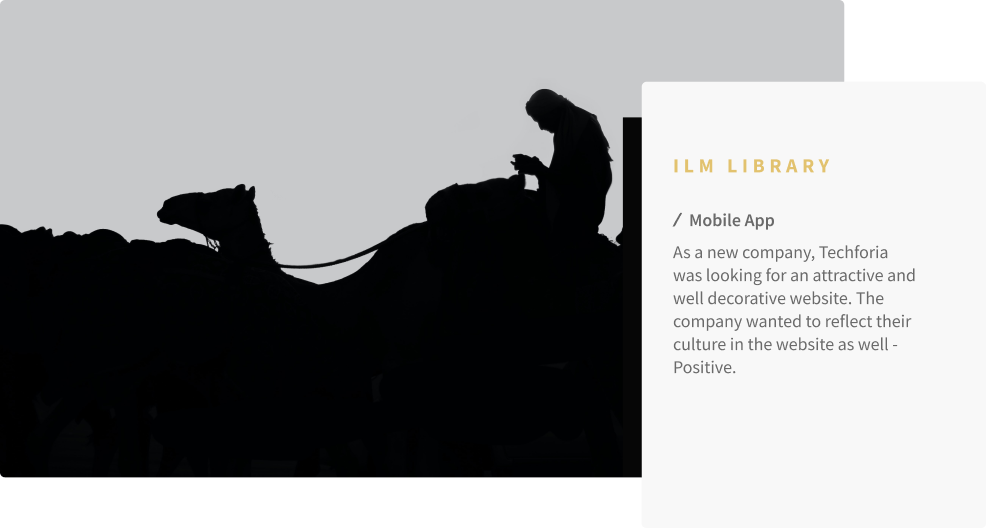 ILM LIBRARY
/ Mobile App
As a new company, Techforia
was looking for an attractive and
well decorative website. The
company wanted to reflect their
culture in the website as well -
Positive.